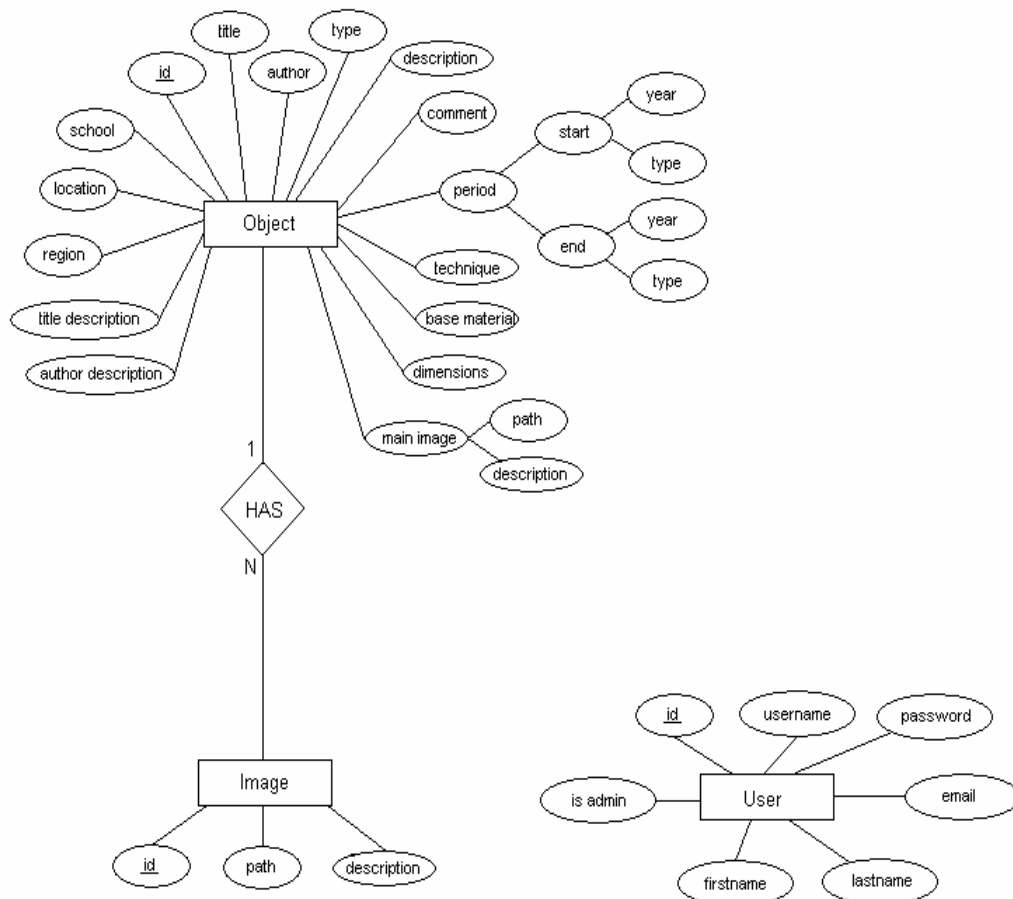 title
type
id
author
description
school
comment
year
start
type
location
period
Object
year
region
end
technique
type
title description
base material
author description
dimensions
main image
path
description
1
HAS
N
id
username
password
Image
is admin
User
email
id
path
description
firstname
lastname